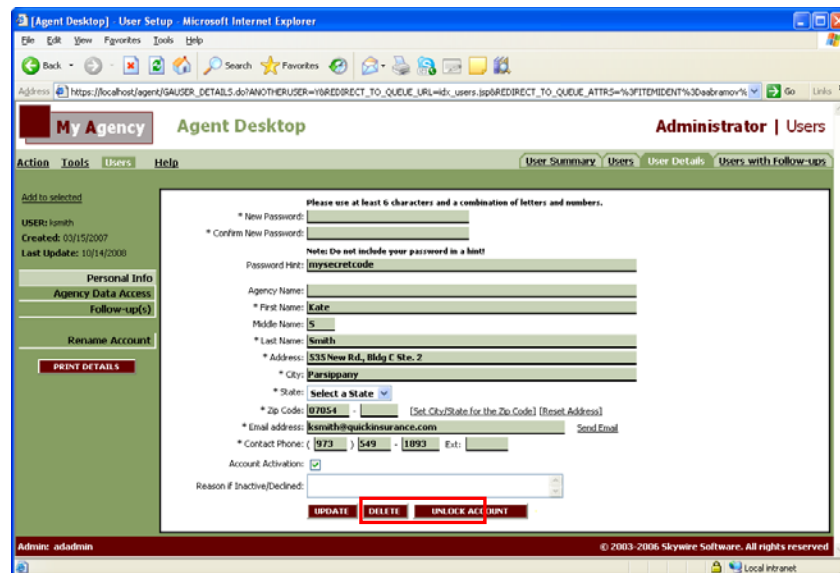 [Agent Desktop] - User Setup - Microsoft Internet Explorer
File Edit View Favorites Tools Help
Back Search Favorites
Address https://localhost/agent/GAUSER_DETAILS.do?ANOTHERUSER=Y&REDIRECT_TO_QUEUE_URL=idx_users.jsp&REDIRECT_TO_QUEUE_ATTRS=%3FITEMIDENT%3Daabramov% Go Links
My Agency Agent Desktop Administrator | Users
Action Tools Users Help User Summary Users User Details Users with Follow-ups
Add to selected
USER: ksmith
Created: 03/15/2007
Last Update: 10/14/2008
Personal Info
Agency Data Access
Follow-up(s)
Rename Account
PRINT DETAILS
Please use at least 6 characters and a combination of letters and numbers.
* New Password:
* Confirm New Password:
Note: Do not include your password in a hint!
Password Hint: mysecretcode
Agency Name:
* First Name: Kate
Middle Name: S
* Last Name: Smith
* Address: 535 New Rd., Bldg C Ste. 2
* City: Parsippany
* State: Select a State
* Zip Code: 07054 - [Set City/State for the Zip Code] [Reset Address]
* Email address: ksmith@quickinsurance.com Send Email
* Contact Phone: ( 973 ) 549 - 1893 Ext:
Account Activation:
Reason if Inactive/Declined:
UPDATE DELETE UNLOCK ACCOUNT
Admin: adadmin © 2003-2006 Skywire Software. All rights reserved
Local intranet